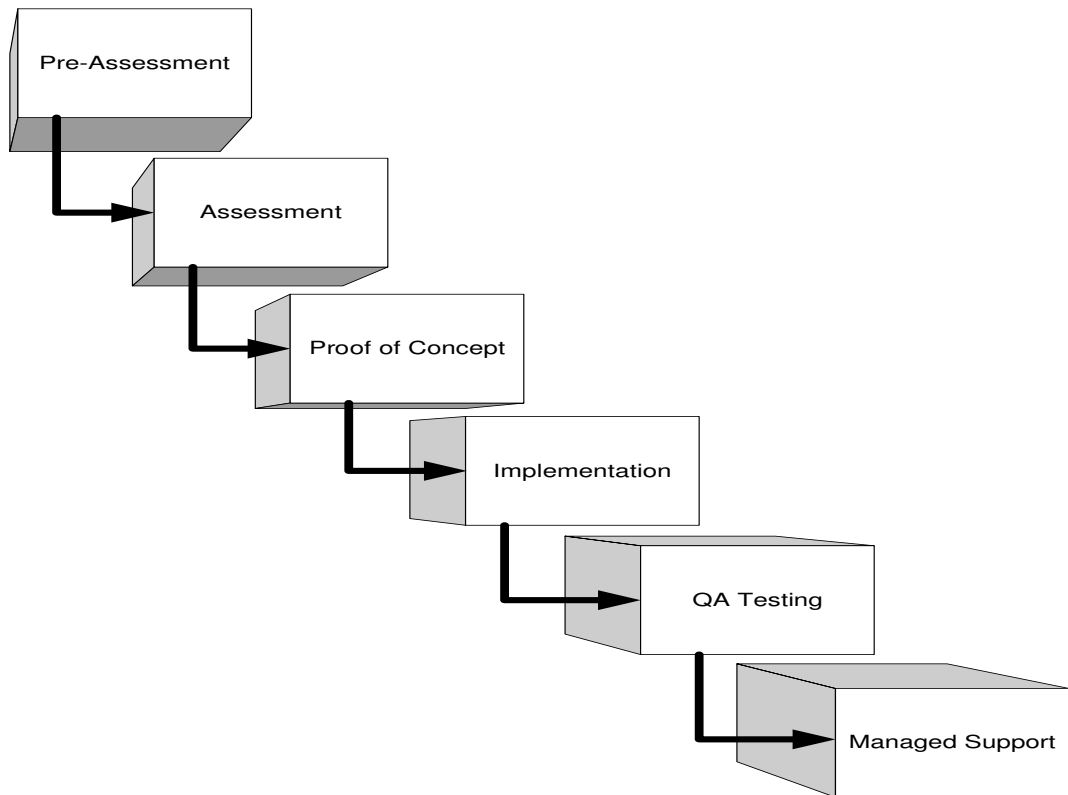 Pre-Assessment
Assessment
Proof of Concept
Implementation
QA Testing
Managed Support